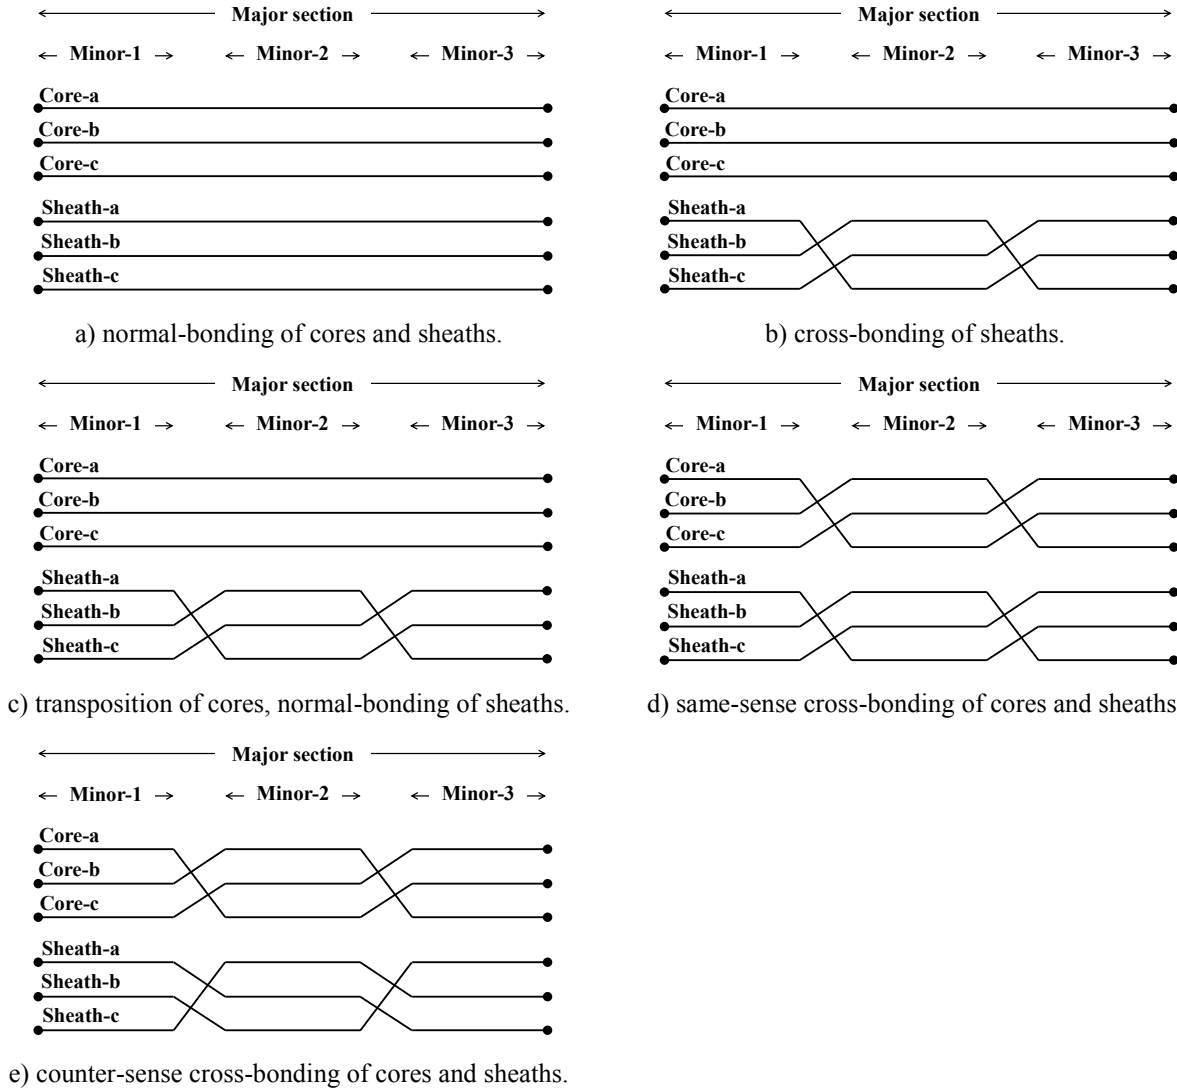 Major section
Minor-1 Minor-2 Minor-3
Core-a
Core-b
Core-c
Sheath-a
Sheath-b
Sheath-c
a) normal-bonding of cores and sheaths.
Major section
Minor-1 Minor-2 Minor-3
Core-a
Core-b
Core-c
Sheath-a
Sheath-b
Sheath-c
b) cross-bonding of sheaths.
Major section
Minor-1 Minor-2 Minor-3
Core-a
Core-b
Core-c
Sheath-a
Sheath-b
Sheath-c
c) transposition of cores, normal-bonding of sheaths.
Major section
Minor-1 Minor-2 Minor-3
Core-a
Core-b
Core-c
Sheath-a
Sheath-b
Sheath-c
d) same-sense cross-bonding of cores and sheaths
Major section
Minor-1 Minor-2 Minor-3
Core-a
Core-b
Core-c
Sheath-a
Sheath-b
Sheath-c
e) counter-sense cross-bonding of cores and sheaths.